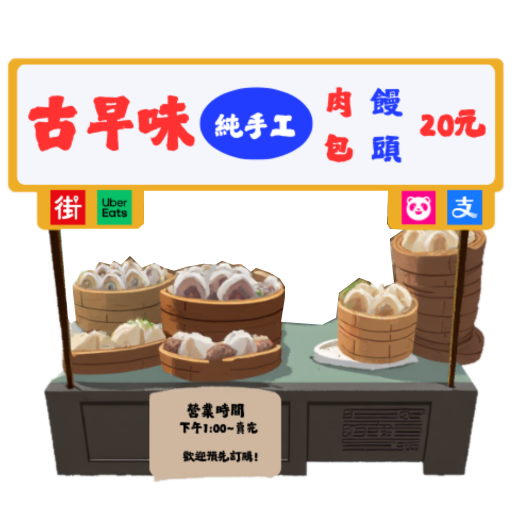 古早味
純手工
肉包
饅頭
20元
街
Uber
Eats
支
營業時間
下午1:00~賣完
歡迎預先訂購!